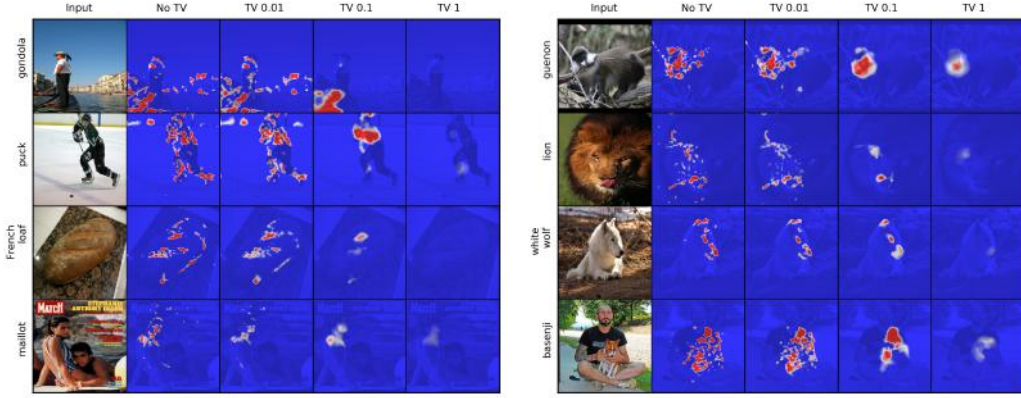 Input No TV TV 0.01 TV 0.1 TV 1
gondola
puck
French
loaf
maillot
MATCH
Input No TV TV 0.01 TV 0.1 TV 1
guenon
lion
white
wolf
basenji